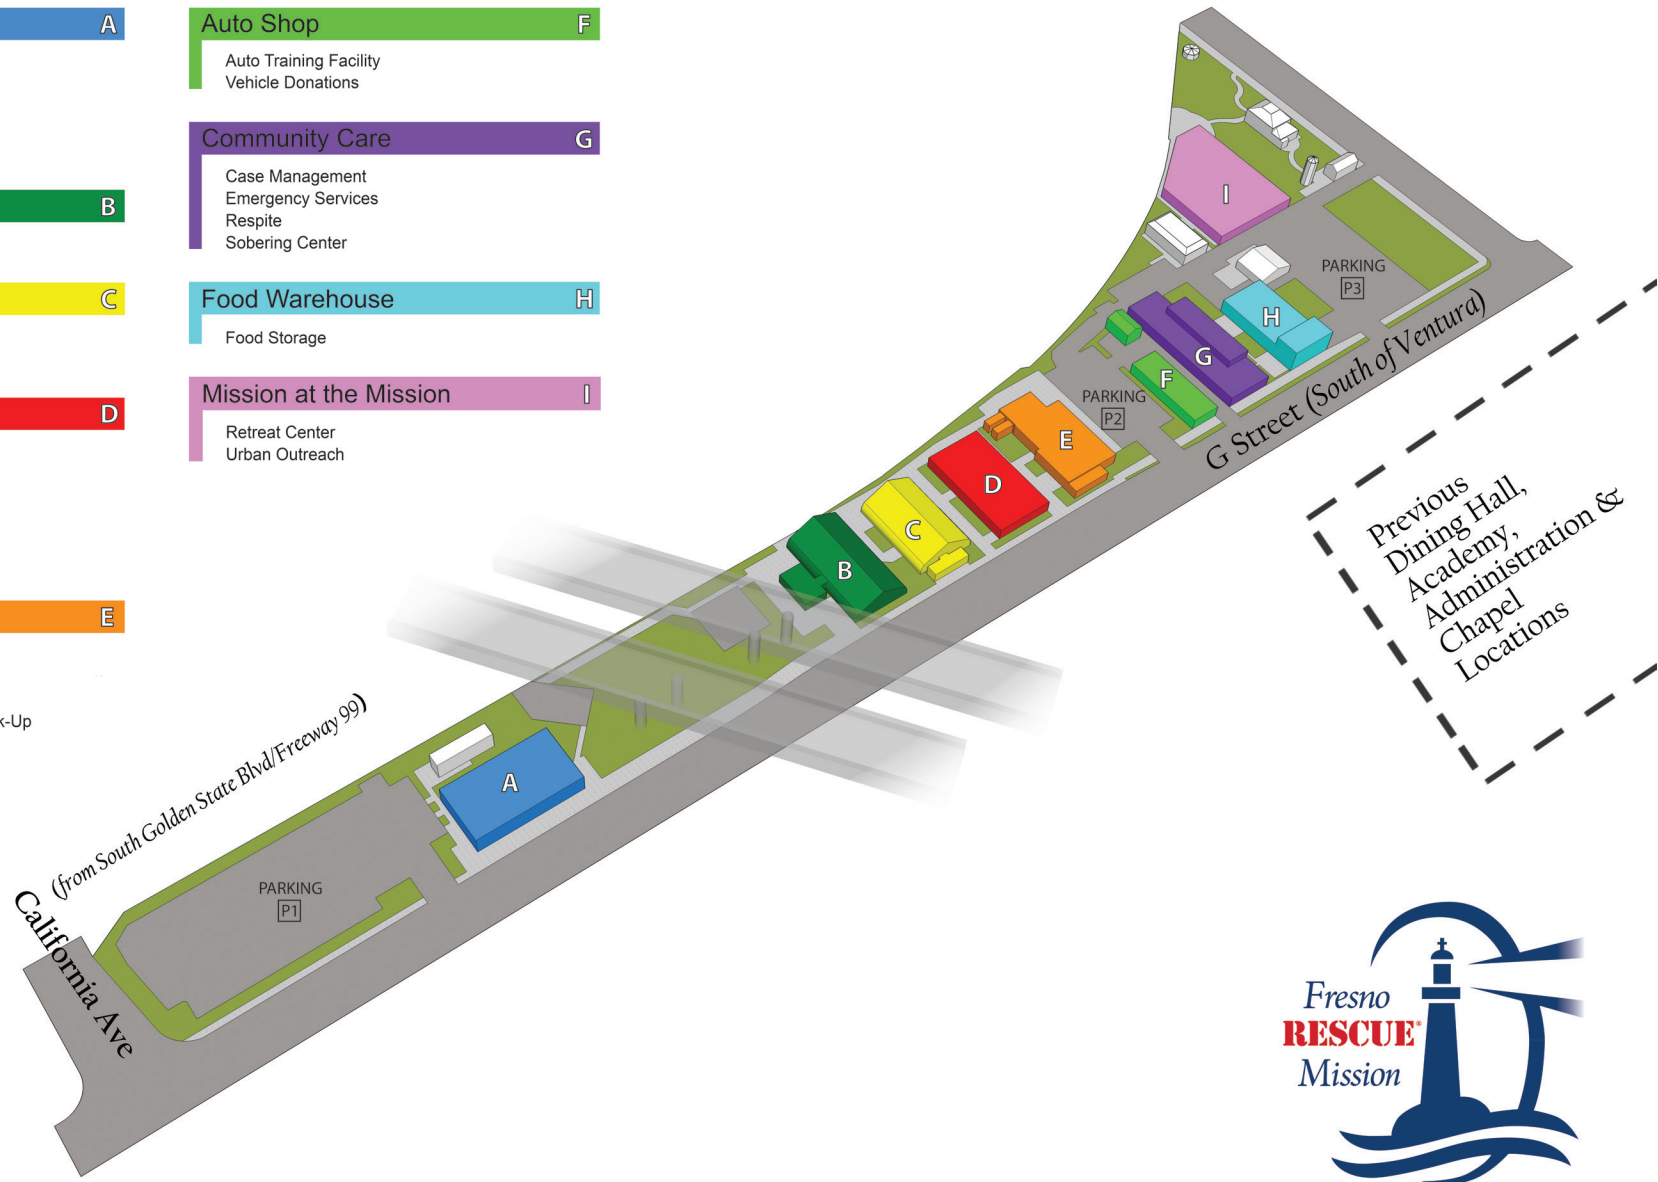 A
B
C
D
E
k-Up
Auto Shop F
Auto Training Facility
Vehicle Donations
Community Care G
Case Management
Emergency Services
Respite
Sobering Center
Food Warehouse H
Food Storage
Mission at the Mission I
Retreat Center
Urban Outreach
I
PARKING
P3
H
G
F
PARKING
P2
E
D
C
B
A
PARKING
P1
G Street (South of Ventura)
(from South Golden State Blvd/Freeway 99)
California Ave
Previous
Dining Hall,
Academy,
Administration &
Chapel
Locations
Fresno
RESCUE®
Mission